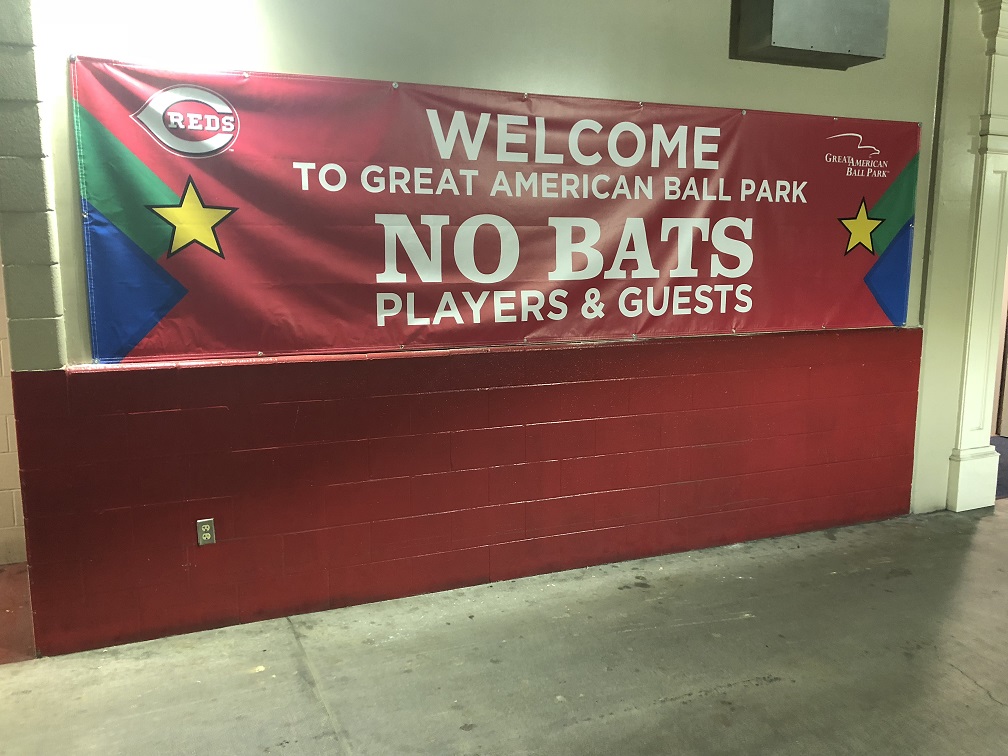 REDS
WELCOME
TO GREAT AMERICAN BALL PARK
NO BATS
PLAYERS & GUESTS
GREAT AMERICAN
BALL PARK